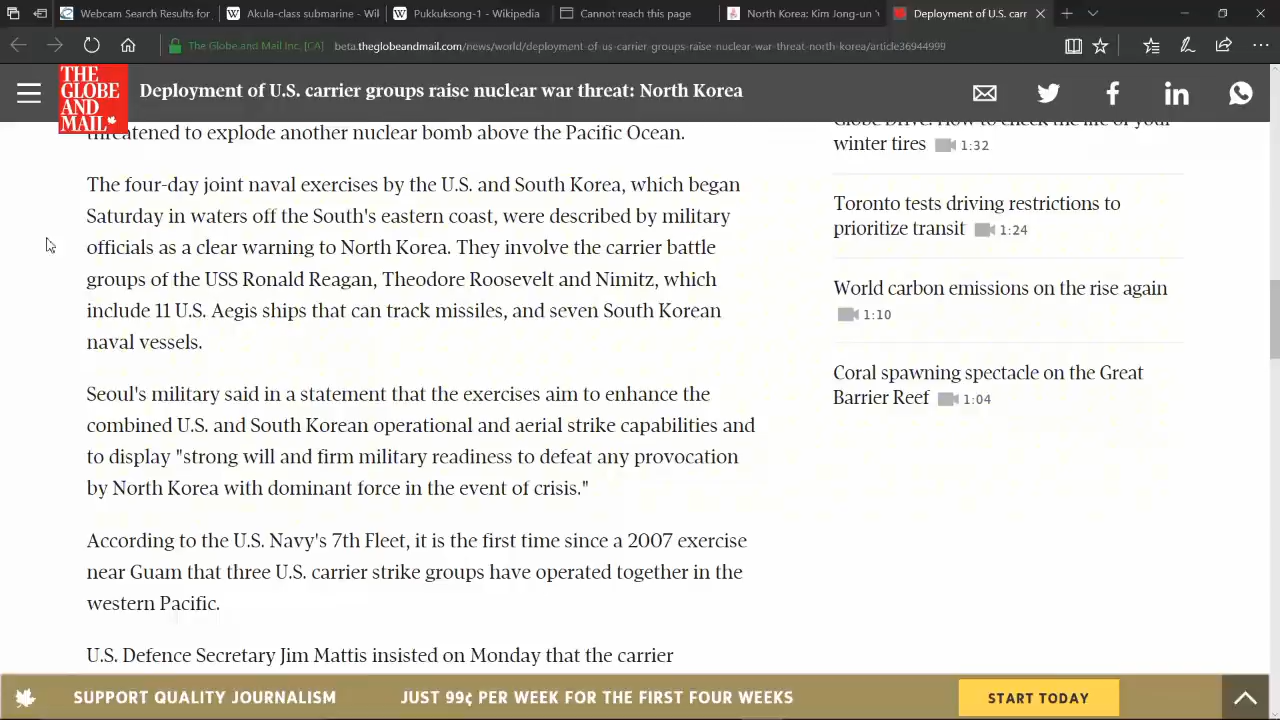 Webcam Search Results for
Akula-class submarine - Wiki
Pukkuksong-1 - Wikipedia
Cannot reach this page
North Korea: Kim Jong-un
Deployment of U.S. carr
The Globe and Mail Inc. [CA]
beta.theglobeandmail.com/news/world/deployment-of-us-carrier-groups-raise-nuclear-war-threat-north-korea/article36944999
THE
GLOBE
AND
MAIL
Deployment of U.S. carrier groups raise nuclear war threat: North Korea
threatened to explode another nuclear bomb above the Pacific Ocean.
The four-day joint naval exercises by the U.S. and South Korea, which began
Saturday in waters off the South's eastern coast, were described by military
officials as a clear warning to North Korea. They involve the carrier battle
groups of the USS Ronald Reagan, Theodore Roosevelt and Nimitz, which
include 11 U.S. Aegis ships that can track missiles, and seven South Korean
naval vessels.
Seoul's military said in a statement that the exercises aim to enhance the
combined U.S. and South Korean operational and aerial strike capabilities and
to display "strong will and firm military readiness to defeat any provocation
by North Korea with dominant force in the event of crisis."
According to the U.S. Navy's 7th Fleet, it is the first time since a 2007 exercise
near Guam that three U.S. carrier strike groups have operated together in the
western Pacific.
U.S. Defence Secretary Jim Mattis insisted on Monday that the carrier
Globe Drive: How to check the life of your
winter tires 1:32
Toronto tests driving restrictions to
prioritize transit 1:24
World carbon emissions on the rise again
1:10
Coral spawning spectacle on the Great
Barrier Reef 1:04
SUPPORT QUALITY JOURNALISM
JUST 99¢ PER WEEK FOR THE FIRST FOUR WEEKS
START TODAY